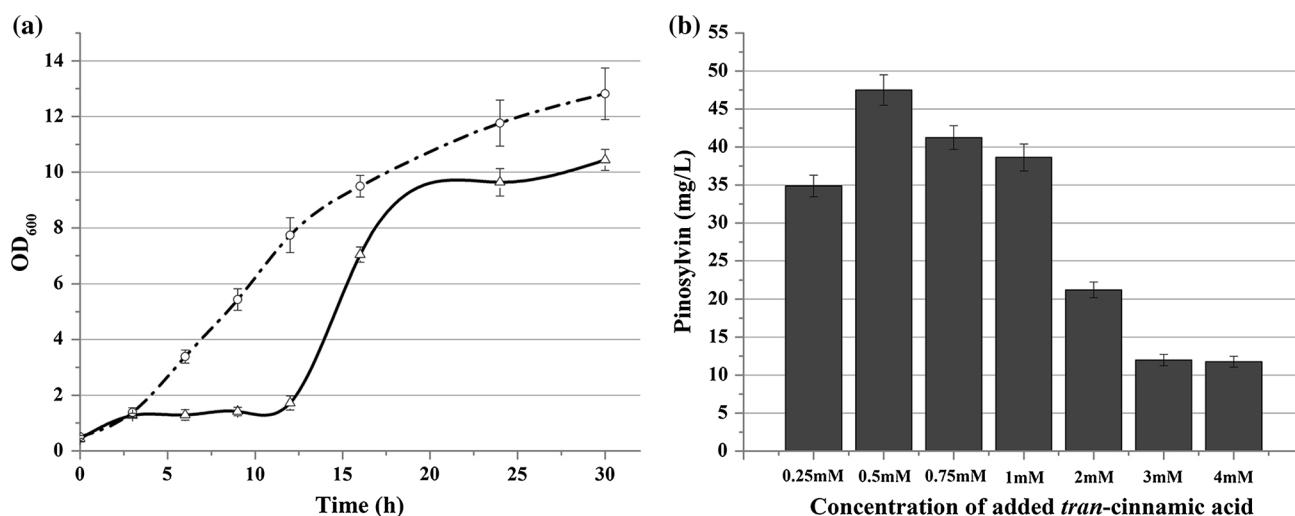 (a)
14
12
10
8
6
4
2
0
OD600
0 5 10 15 20 25 30
Time (h)
(b)
55
50
45
40
35
30
25
20
15
10
5
0
Pinosylvin (mg/L)
0.25mM 0.5mM 0.75mM 1mM 2mM 3mM 4mM
Concentration of added tran-cinnamic acid